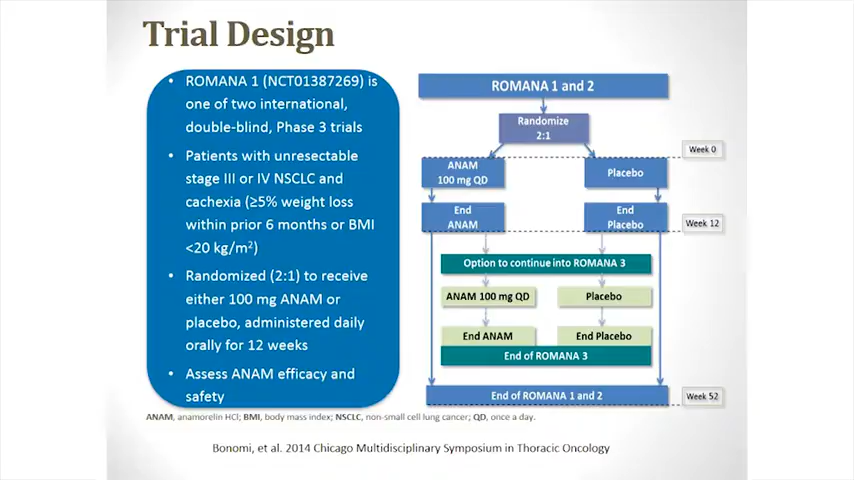 Trial Design
• ROMANA 1 (NCT01387269) is
one of two international,
double-blind, Phase 3 trials
• Patients with unresectable
stage III or IV NSCLC and
cachexia (≥5% weight loss
within prior 6 months or BMI
<20 kg/m²)
• Randomized (2:1) to receive
either 100 mg ANAM or
placebo, administered daily
orally for 12 weeks
• Assess ANAM efficacy and
safety
ROMANA 1 and 2
Randomize
2:1
Week 0
ANAM
100 mg QD
Placebo
End
ANAM
End
Placebo
Week 12
Option to continue into ROMANA 3
ANAM 100 mg QD
Placebo
End ANAM
End Placebo
End of ROMANA 3
End of ROMANA 1 and 2
Week 52
ANAM, anamorelin HCl; BMI, body mass index; NSCLC, non-small cell lung cancer; QD, once a day.
Bonomi, et al. 2014 Chicago Multidisciplinary Symposium in Thoracic Oncology